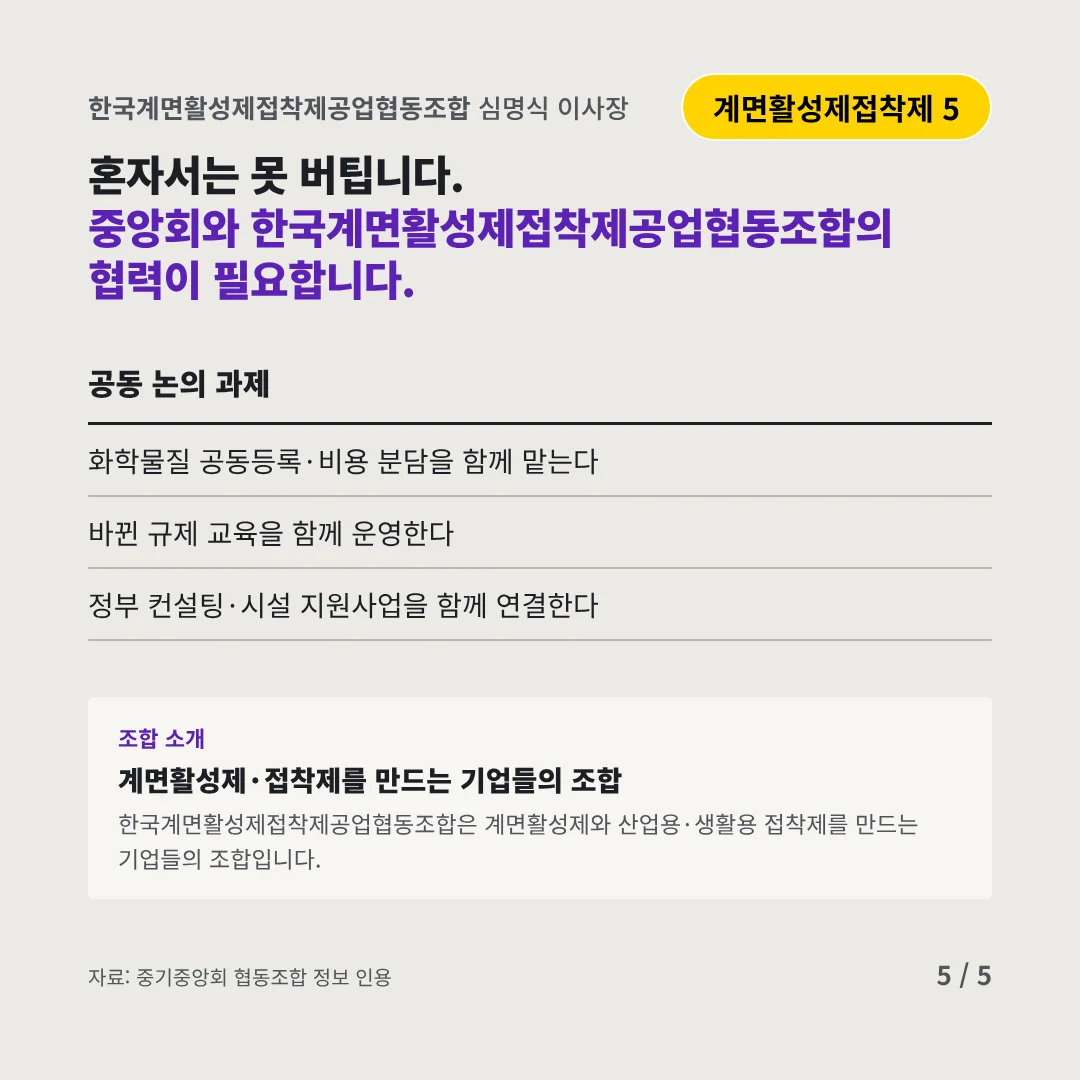 한국계면활성제접착제공업협동조합 심명식 이사장
계면활성제접착제 5
혼자서는 못 버팁니다.
중앙회와 한국계면활성제접착제공업협동조합의
협력이 필요합니다.
공동 논의 과제
화학물질 공동등록·비용 분담을 함께 맡는다
바뀐 규제 교육을 함께 운영한다
정부 컨설팅·시설 지원사업을 함께 연결한다
조합 소개
계면활성제·접착제를 만드는 기업들의 조합
한국계면활성제접착제공업협동조합은 계면활성제와 산업용·생활용 접착제를 만드는
기업들의 조합입니다.
자료: 중기중앙회 협동조합 정보 인용
5 / 5